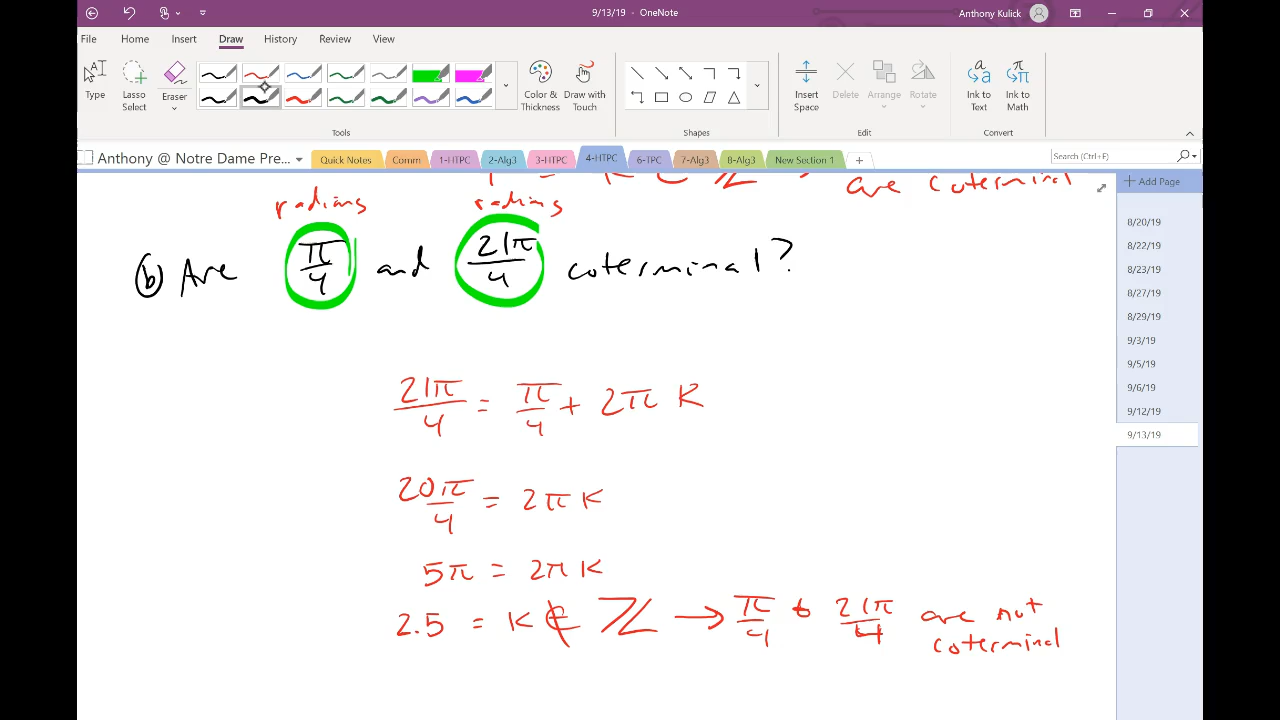 9/13/19 - OneNote
Anthony Kulick
File Home Insert Draw History Review View
Type
Lasso Select
Eraser
Color & Thickness
Draw with Touch
Insert Space
Delete
Arrange
Rotate
Ink to Text
Ink to Math
Tools
Shapes
Edit
Convert
Anthony @ Notre Dame Pre...
Quick Notes Comm 1-HTPC 2-Alg3 3-HTPC 4-HTPC 6-TPC 7-Alg3 8-Alg3 New Section 1
Search (Ctrl+E)
Add Page
8/20/19
8/22/19
8/23/19
8/27/19
8/29/19
9/3/19
9/5/19
9/6/19
9/12/19
9/13/19
are coterminal
radians radians
(b) Are π/4 and 21π/4 coterminal?
21π/4 = π/4 + 2π K
20π/4 = 2π K
5π = 2π K
2.5 = K ∉ ℤ → π/4 & 21π/4 are not
coterminal